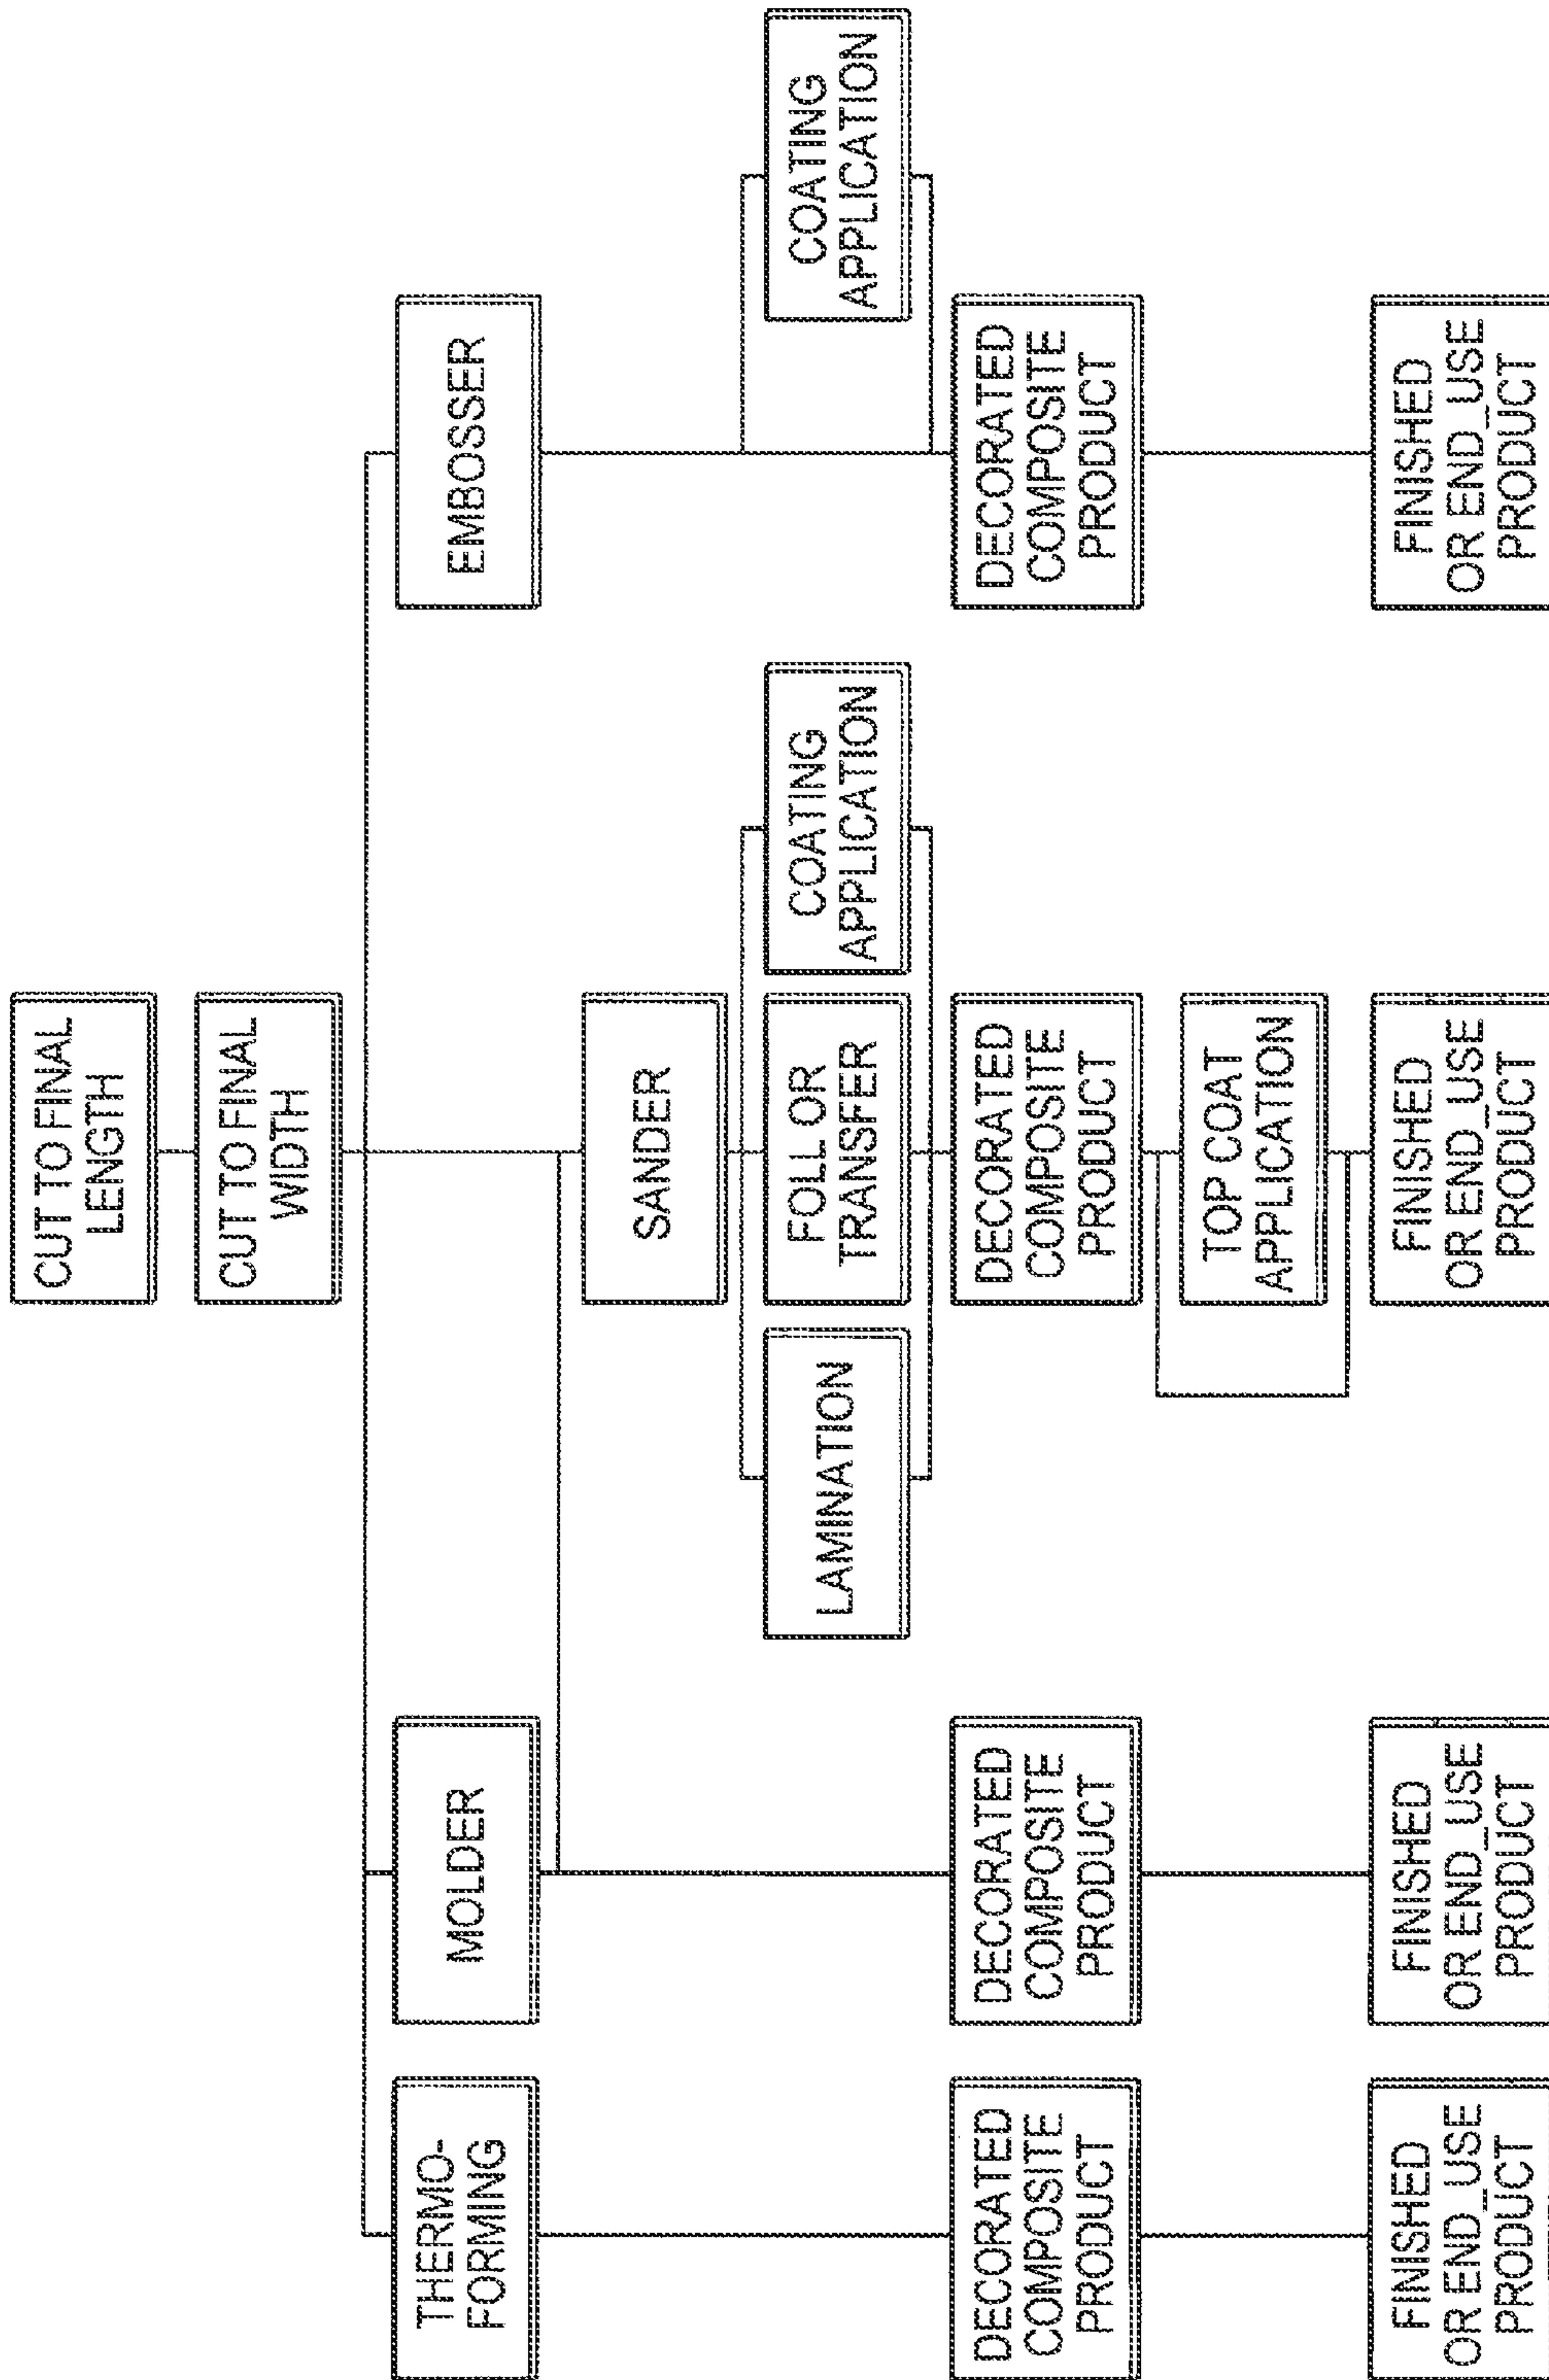 CUT TO FINAL
LENGTH
CUT TO FINAL
WIDTH
THERMO-
FORMING
MOLDER
EMBOSSER
SANDER
LAMINATION
FOLL OR
TRANSFER
COATING
APPLICATION
COATING
APPLICATION
DECORATED
COMPOSITE
PRODUCT
DECORATED
COMPOSITE
PRODUCT
DECORATED
COMPOSITE
PRODUCT
DECORATED
COMPOSITE
PRODUCT
TOP COAT
APPLICATION
FINISHED
OR END_USE
PRODUCT
FINISHED
OR END_USE
PRODUCT
FINISHED
OR END_USE
PRODUCT
FINISHED
OR END_USE
PRODUCT